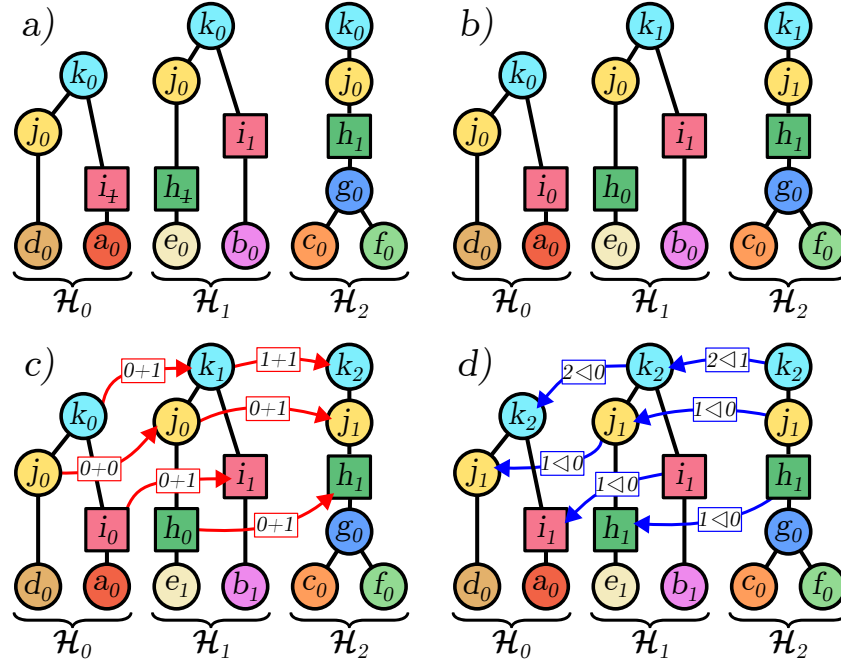 a)
k₀
j₀
i₁̶
d₀
a₀
ℋ₀
k₀
j₀
i₁
h₁̶
e₀
b₀
ℋ₁
k₀
j₀
h₁
g₀
c₀
f₀
ℋ₂
b)
k₀
j₀
i₀
d₀
a₀
ℋ₀
k₁
j₀
i₁
h₀
e₀
b₀
ℋ₁
k₁
j₁
h₁
g₀
c₀
f₀
ℋ₂
c)
k₀
j₀
i₀
d₀
a₀
ℋ₀
0+1
0+0
0+1
k₁
j₀
i₁
h₀
e₁
b₁
ℋ₁
1+1
0+1
0+1
k₂
j₁
h₁
g₀
c₀
f₀
ℋ₂
d)
k₂
j₁
i₁
d₀
a₀
ℋ₀
2◁0
1◁0
1◁0
k₂
j₁
i₁
h₁
e₁
b₁
ℋ₁
2◁1
1◁0
1◁0
k₂
j₁
h₁
g₀
c₀
f₀
ℋ₂